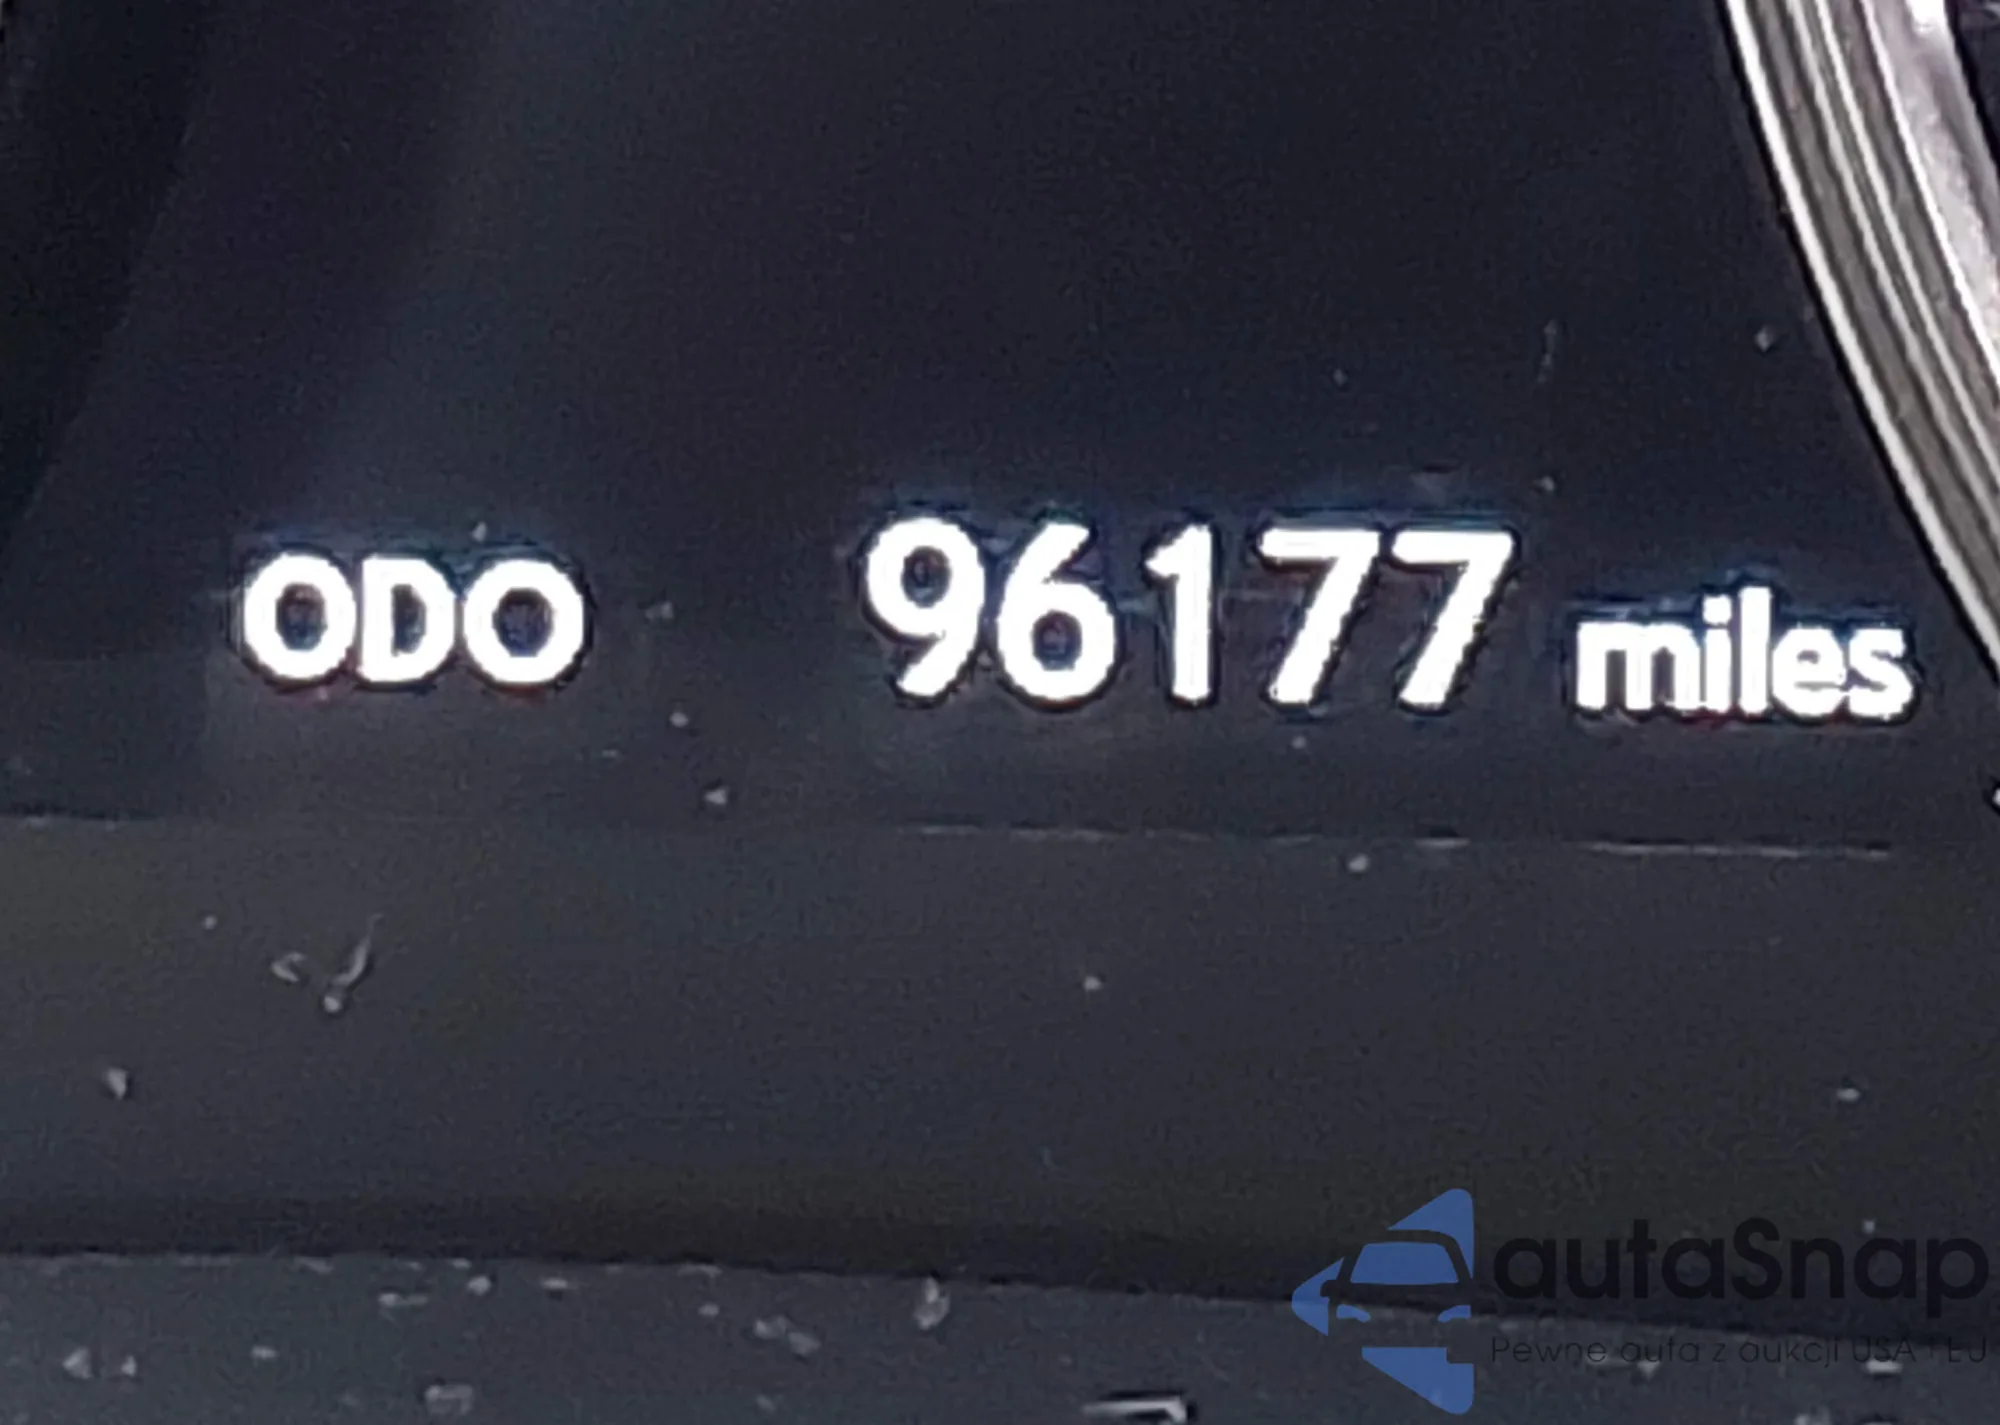 ODO 96177 miles
autaSnap
Pewne auta z aukcji USA i EU